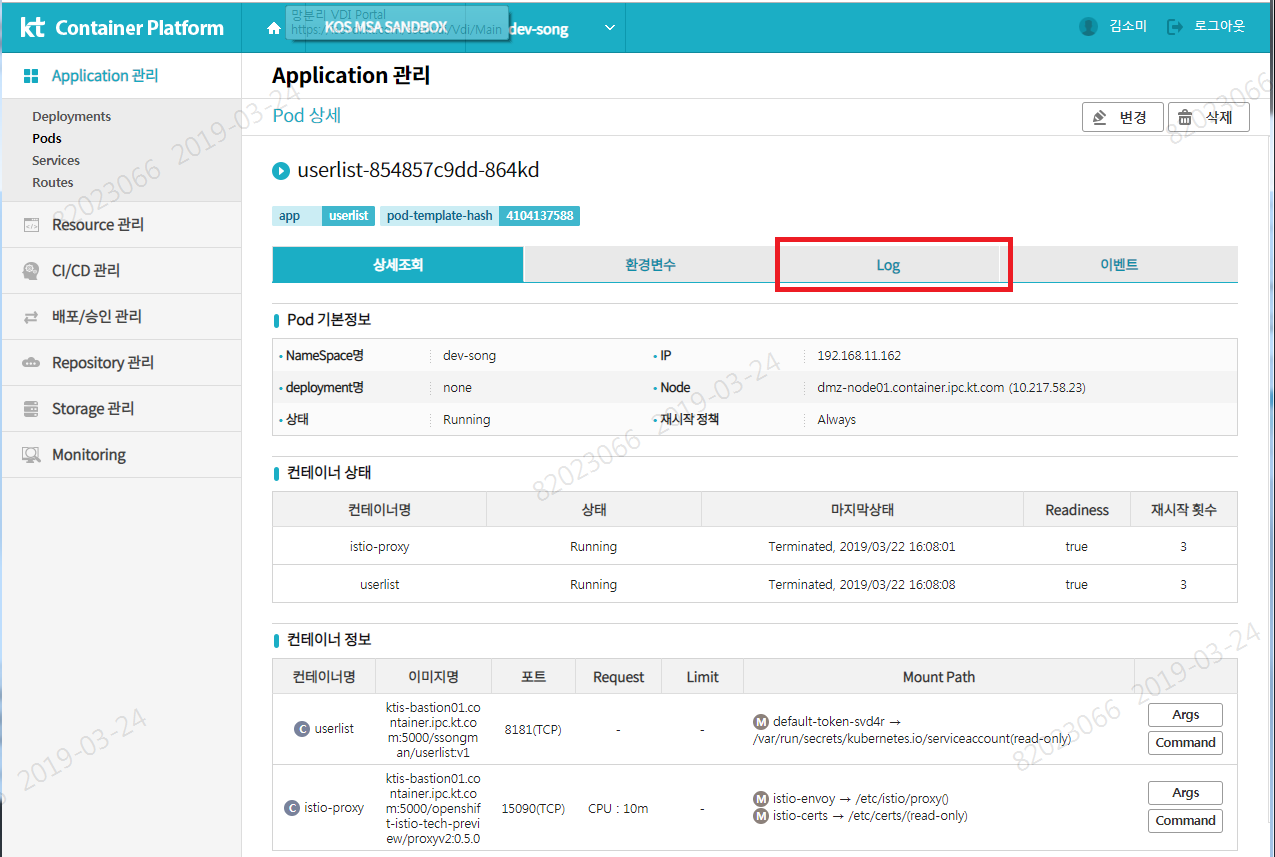 kt Container Platform
망분리 VDI Portal
KOS MSA SANDBOX
dev-song
김소미
로그아웃
Application 관리
Deployments
Pods
Services
Routes
Resource 관리
CI/CD 관리
배포/승인 관리
Repository 관리
Storage 관리
Monitoring
Application 관리
Pod 상세
변경
삭제
userlist-854857c9dd-864kd
app userlist pod-template-hash 4104137588
상세조회 환경변수 Log 이벤트
Pod 기본정보
NameSpace명 dev-song IP 192.168.11.162
deployment명 none Node dmz-node01.container.ipc.kt.com (10.217.58.23)
상태 Running 재시작 정책 Always
컨테이너 상태
컨테이너명 상태 마지막상태 Readiness 재시작 횟수
istio-proxy Running Terminated, 2019/03/22 16:08:01 true 3
userlist Running Terminated, 2019/03/22 16:08:08 true 3
컨테이너 정보
컨테이너명 이미지명 포트 Request Limit Mount Path
C userlist
ktis-bastion01.co
ntainer.ipc.kt.co
m:5000/ssongm
an/userlist:v1
8181(TCP) - -
M default-token-svd4r →
/var/run/secrets/kubernetes.io/serviceaccount(read-only)
Args
Command
C istio-proxy
ktis-bastion01.co
ntainer.ipc.kt.co
m:5000/openshif
t-istio-tech-previ
ew/proxyv2:0.5.0
15090(TCP) CPU : 10m -
M istio-envoy → /etc/istio/proxy()
M istio-certs → /etc/certs/(read-only)
Args
Command
82023066 2019-03-24
82023066
82023066 2019-03-24
82023066 2019-03-24
2019-03-24